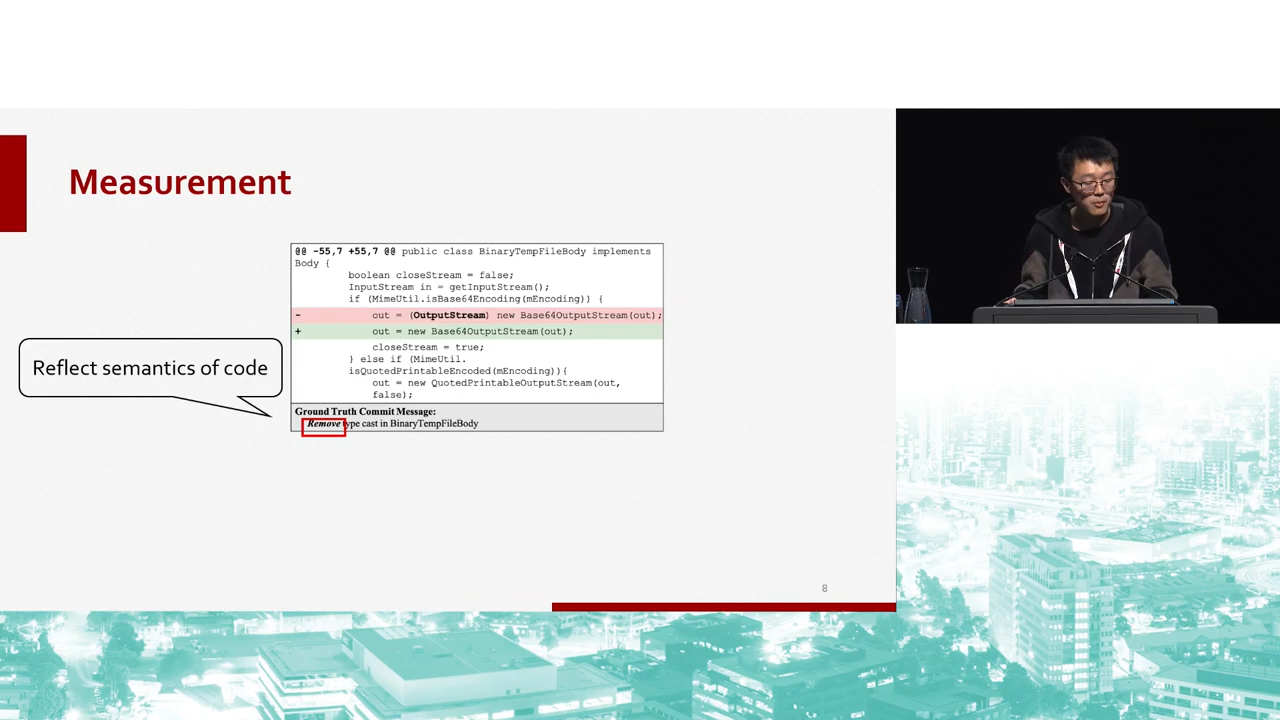 Measurement
@@ -55,7 +55,7 @@ public class BinaryTempFileBody implements
Body {
boolean closeStream = false;
InputStream in = getInputStream();
if (MimeUtil.isBase64Encoding(mEncoding)) {
- out = (OutputStream) new Base64OutputStream(out);
+ out = new Base64OutputStream(out);
closeStream = true;
} else if (MimeUtil.
isQuotedPrintableEncoded(mEncoding)){
out = new QuotedPrintableOutputStream(out,
false);
Reflect semantics of code
Ground Truth Commit Message:
Remove type cast in BinaryTempFileBody
8